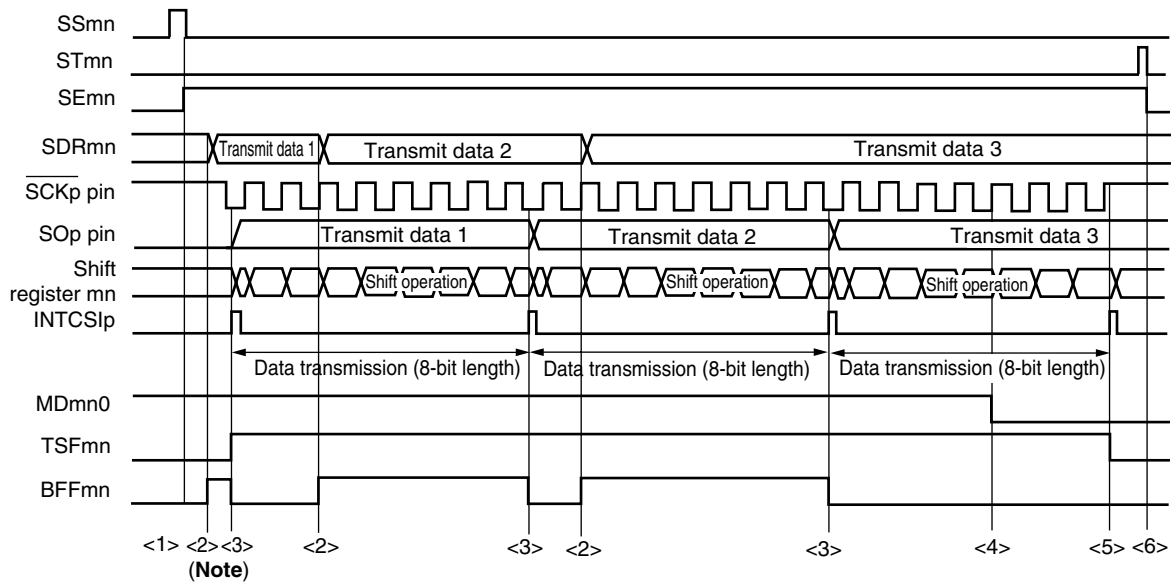 SSmn
STmn
SEmn
SDRmn Transmit data 1 Transmit data 2 Transmit data 3
SCKp pin
SOp pin Transmit data 1 Transmit data 2 Transmit data 3
Shift
register mn Shift operation Shift operation Shift operation
INTCSIp
Data transmission (8-bit length) Data transmission (8-bit length) Data transmission (8-bit length)
MDmn0
TSFmn
BFFmn
<1> <2> <3> <2> <3> <2> <3> <4> <5> <6>
(Note)